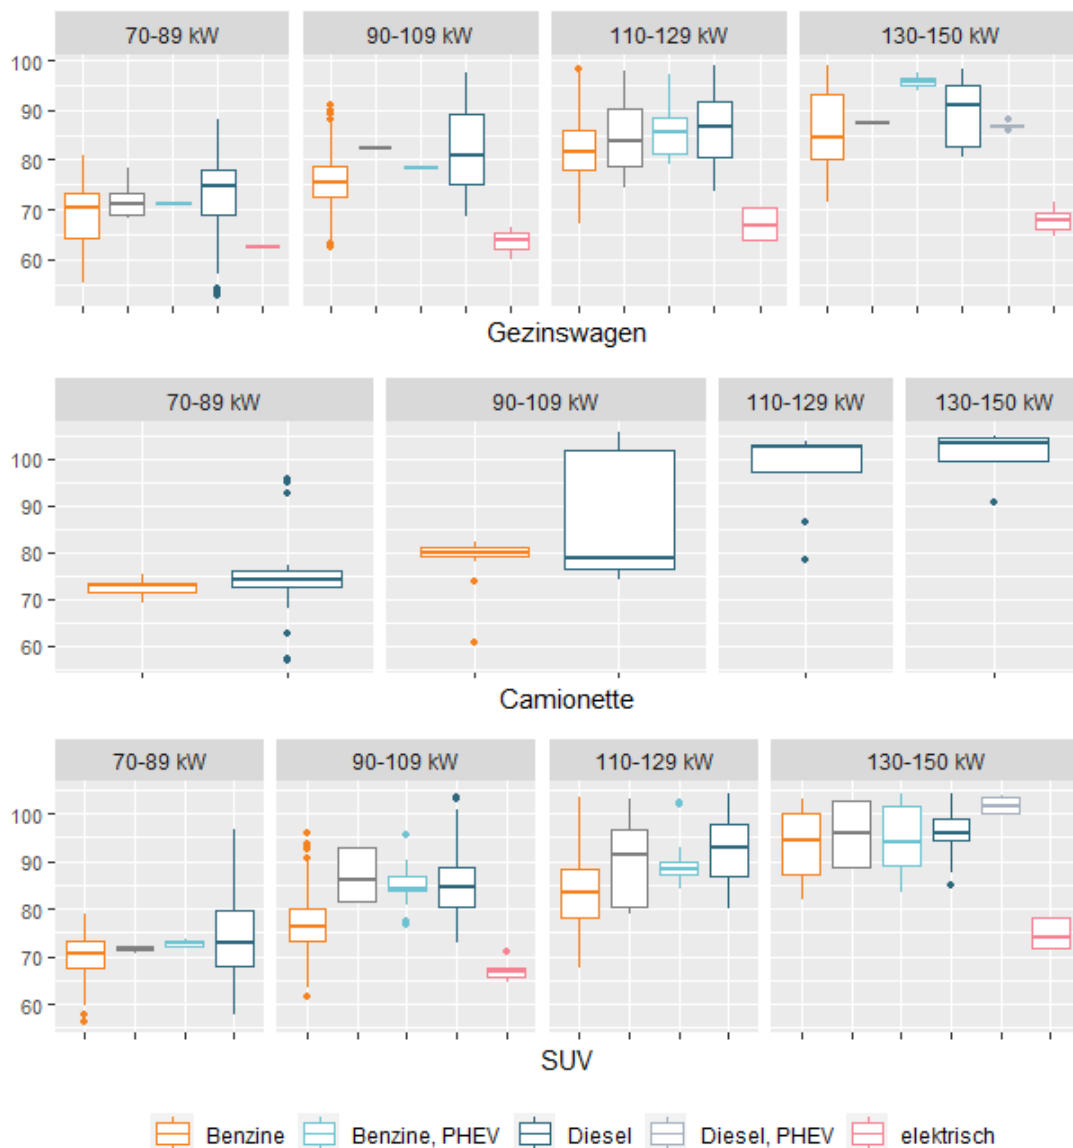 70-89 kW 90-109 kW 110-129 kW 130-150 kW
100
90
80
70
60
Gezinswagen
70-89 kW 90-109 kW 110-129 kW 130-150 kW
100
90
80
70
60
Camionette
70-89 kW 90-109 kW 110-129 kW 130-150 kW
100
90
80
70
60
SUV
Benzine Benzine, PHEV Diesel Diesel, PHEV elektrisch